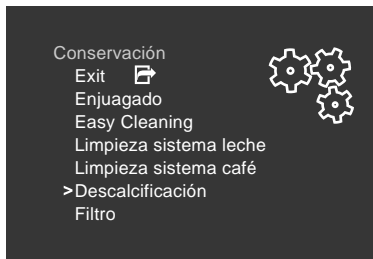 Conservación
Exit
Enjuagado
Easy Cleaning
Limpieza sistema leche
Limpieza sistema café
>Descalcificación
Filtro